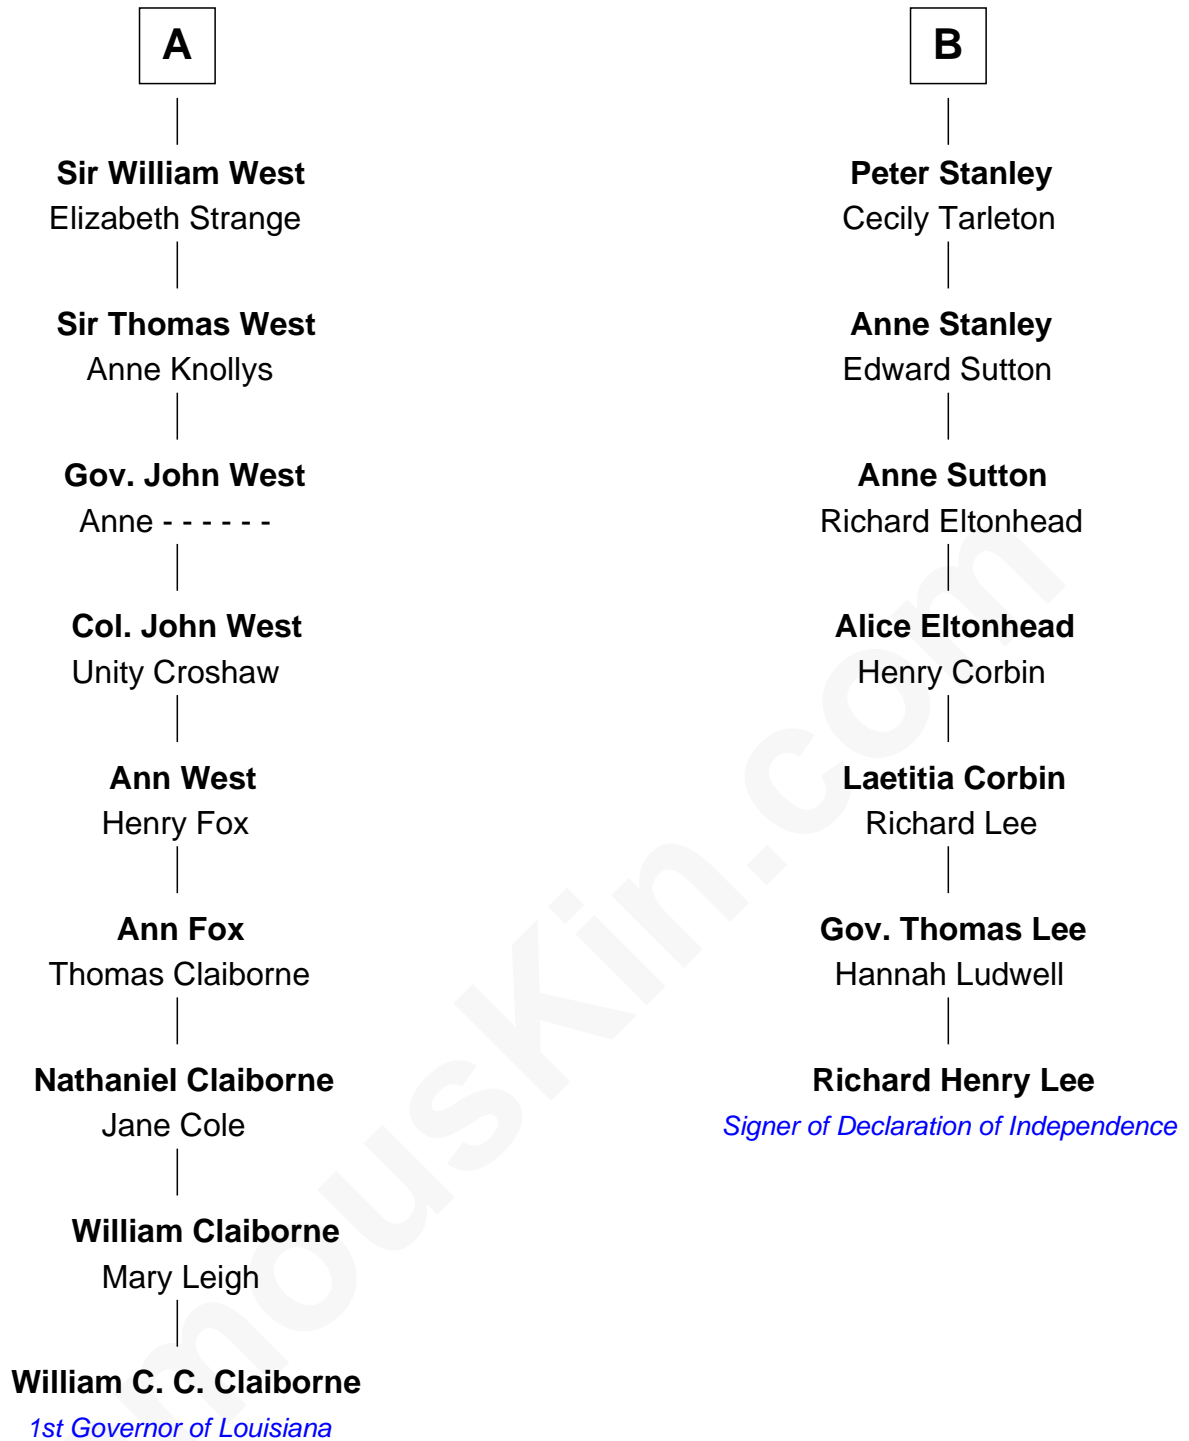 A
Sir William West
Elizabeth Strange
Sir Thomas West
Anne Knollys
Gov. John West
Anne - - - - - -
Col. John West
Unity Croshaw
Ann West
Henry Fox
Ann Fox
Thomas Claiborne
Nathaniel Claiborne
Jane Cole
William Claiborne
Mary Leigh
William C. C. Claiborne
1st Governor of Louisiana
B
Peter Stanley
Cecily Tarleton
Anne Stanley
Edward Sutton
Anne Sutton
Richard Eltonhead
Alice Eltonhead
Henry Corbin
Laetitia Corbin
Richard Lee
Gov. Thomas Lee
Hannah Ludwell
Richard Henry Lee
Signer of Declaration of Independence
mousKin.com